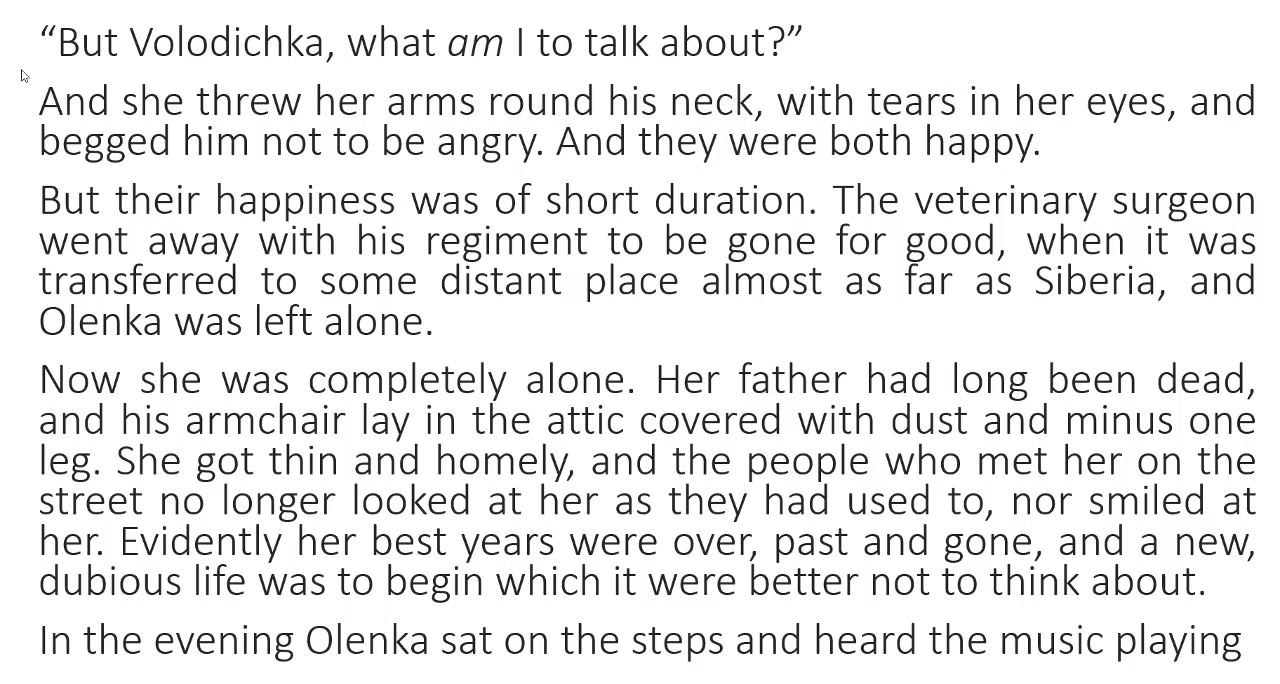 “But Volodichka, what am I to talk about?”
And she threw her arms round his neck, with tears in her eyes, and
begged him not to be angry. And they were both happy.
But their happiness was of short duration. The veterinary surgeon
went away with his regiment to be gone for good, when it was
transferred to some distant place almost as far as Siberia, and
Olenka was left alone.
Now she was completely alone. Her father had long been dead,
and his armchair lay in the attic covered with dust and minus one
leg. She got thin and homely, and the people who met her on the
street no longer looked at her as they had used to, nor smiled at
her. Evidently her best years were over, past and gone, and a new,
dubious life was to begin which it were better not to think about.
In the evening Olenka sat on the steps and heard the music playing